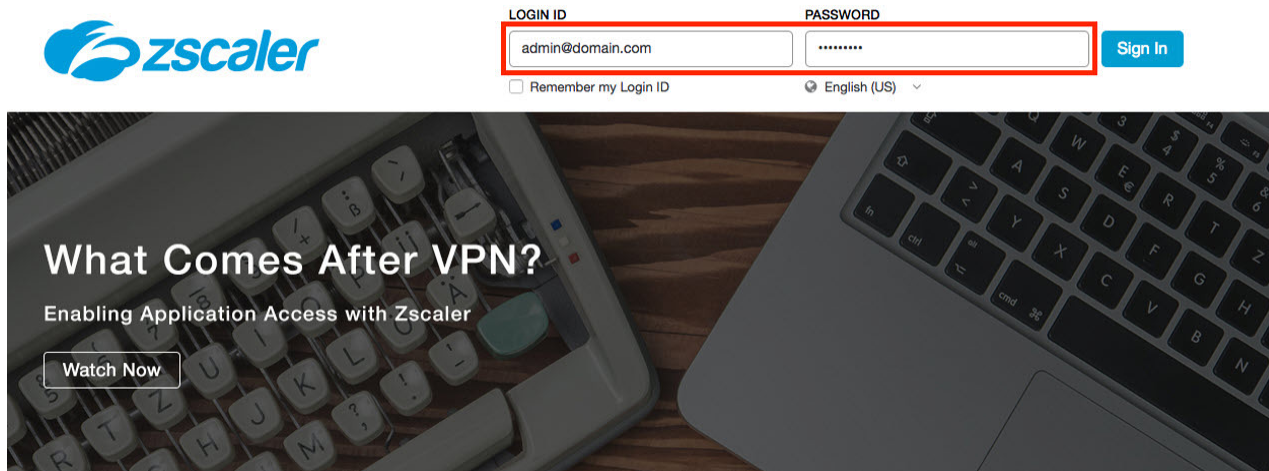 LOGIN ID
PASSWORD
zscaler
admin@domain.com
•••••••••
Sign In
Remember my Login ID
English (US)
What Comes After VPN?
Enabling Application Access with Zscaler
Watch Now